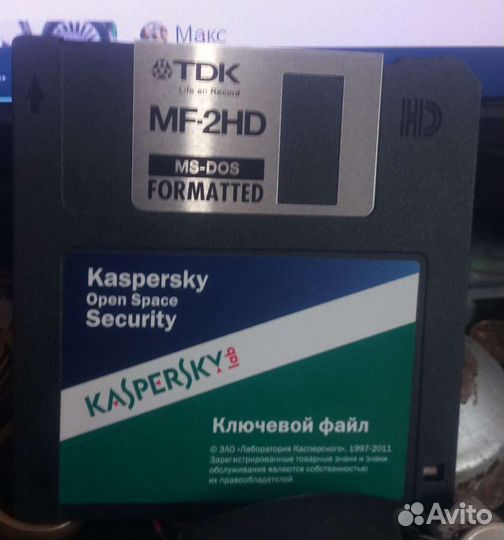 Макс
TDK
Life on Record
MF-2HD
MS-DOS
FORMATTED
HD
Kaspersky
Open Space
Security
KASPERSKY lab
Ключевой файл
© ЗАО «Лаборатория Касперского», 1997-2011
Зарегистрированные товарные знаки и знаки
обслуживания являются собственностью
их правообладателей
Avito